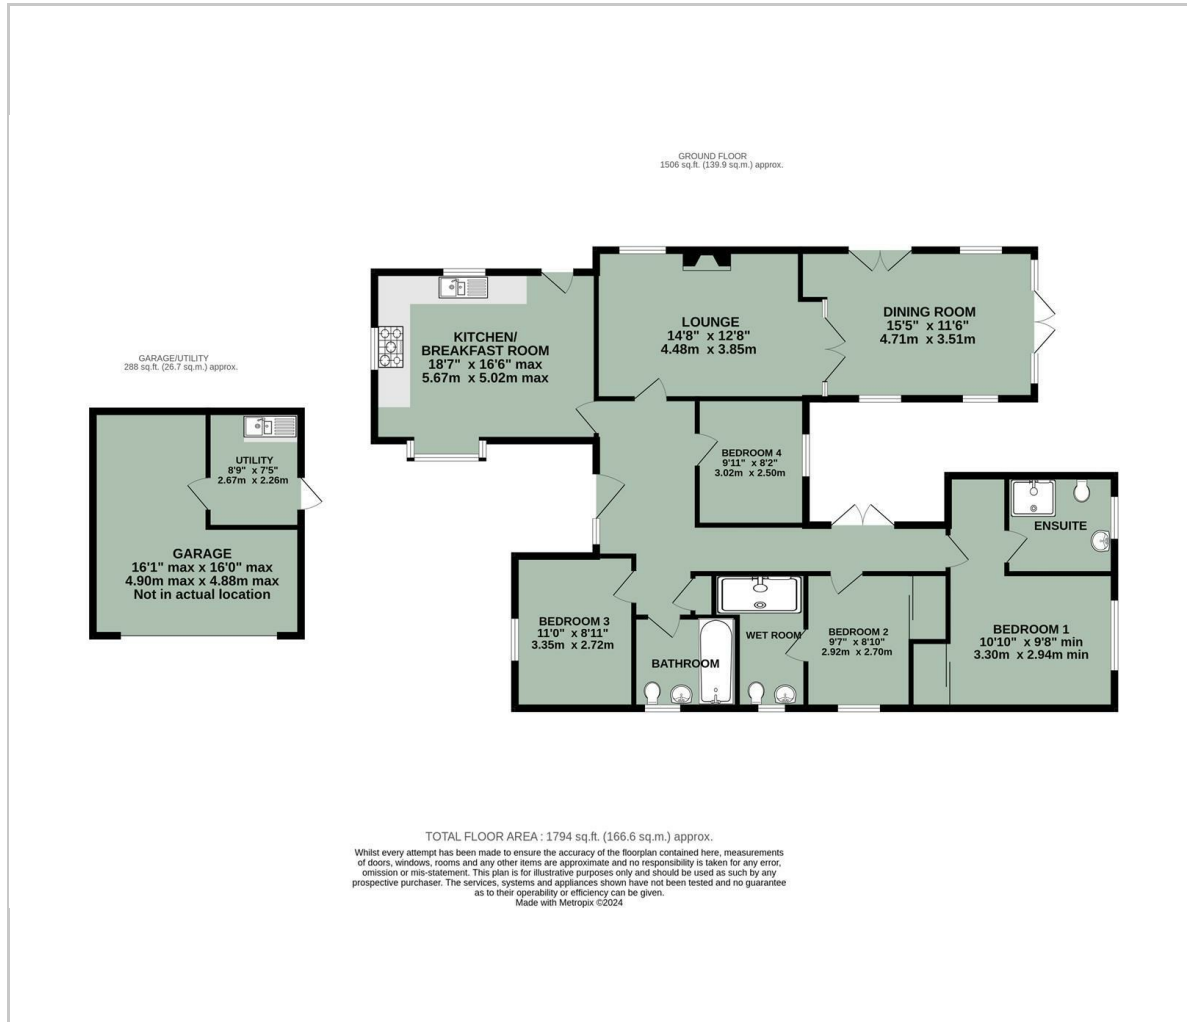 GROUND FLOOR
1506 sq.ft. (139.9 sq.m.) approx.
GARAGE/UTILITY
288 sq.ft. (26.7 sq.m.) approx.
KITCHEN/
BREAKFAST ROOM
18'7" x 16'6" max
5.67m x 5.02m max
LOUNGE
14'8" x 12'8"
4.48m x 3.85m
DINING ROOM
15'5" x 11'6"
4.71m x 3.51m
UTILITY
8'9" x 7'5"
2.67m x 2.26m
BEDROOM 4
9'11" x 8'2"
3.02m x 2.50m
ENSUITE
GARAGE
16'1" max x 16'0" max
4.90m max x 4.88m max
Not in actual location
BEDROOM 3
11'0" x 8'11"
3.35m x 2.72m
BATHROOM
WET ROOM
BEDROOM 2
9'7" x 8'10"
2.92m x 2.70m
BEDROOM 1
10'10" x 9'8" min
3.30m x 2.94m min
TOTAL FLOOR AREA : 1794 sq.ft. (166.6 sq.m.) approx.
Whilst every attempt has been made to ensure the accuracy of the floorplan contained here, measurements
of doors, windows, rooms and any other items are approximate and no responsibility is taken for any error,
omission or mis-statement. This plan is for illustrative purposes only and should be used as such by any
prospective purchaser. The services, systems and appliances shown have not been tested and no guarantee
as to their operability or efficiency can be given.
Made with Metropix ©2024